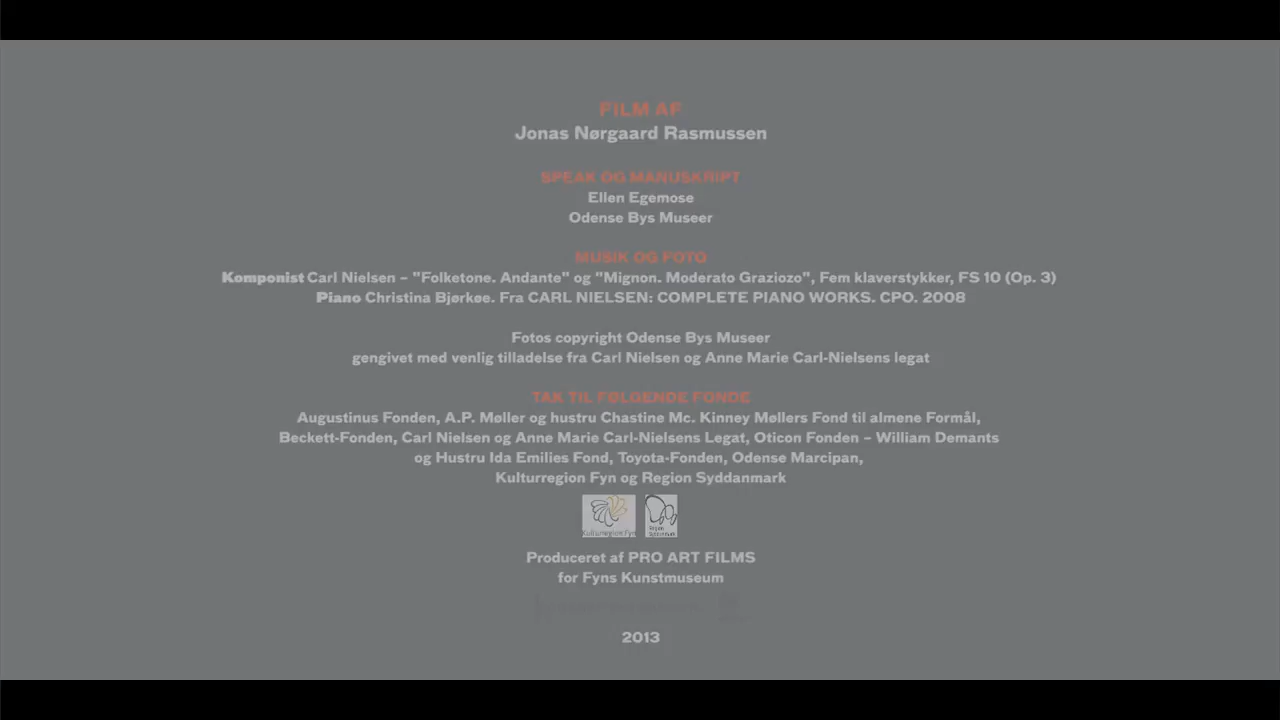 FILM AF
Jonas Nørgaard Rasmussen
SPEAK OG MANUSKRIPT
Ellen Egemose
Odense Bys Museer
MUSIK OG FOTO
Komponist Carl Nielsen – "Folketone. Andante" og "Mignon. Moderato Graziozo", Fem klaverstykker, FS 10 (Op. 3)
Piano Christina Bjørkøe. Fra CARL NIELSEN: COMPLETE PIANO WORKS. CPO. 2008
Fotos copyright Odense Bys Museer
gengivet med venlig tilladelse fra Carl Nielsen og Anne Marie Carl-Nielsens legat
TAK TIL FØLGENDE FONDE
Augustinus Fonden, A.P. Møller og hustru Chastine Mc. Kinney Møllers Fond til almene Formål,
Beckett-Fonden, Carl Nielsen og Anne Marie Carl-Nielsens Legat, Oticon Fonden – William Demants
og Hustru Ida Emilies Fond, Toyota-Fonden, Odense Marcipan,
Kulturregion Fyn og Region Syddanmark
Kulturregion Fyn
Region
Syddanmark
Produceret af PRO ART FILMS
for Fyns Kunstmuseum
2013